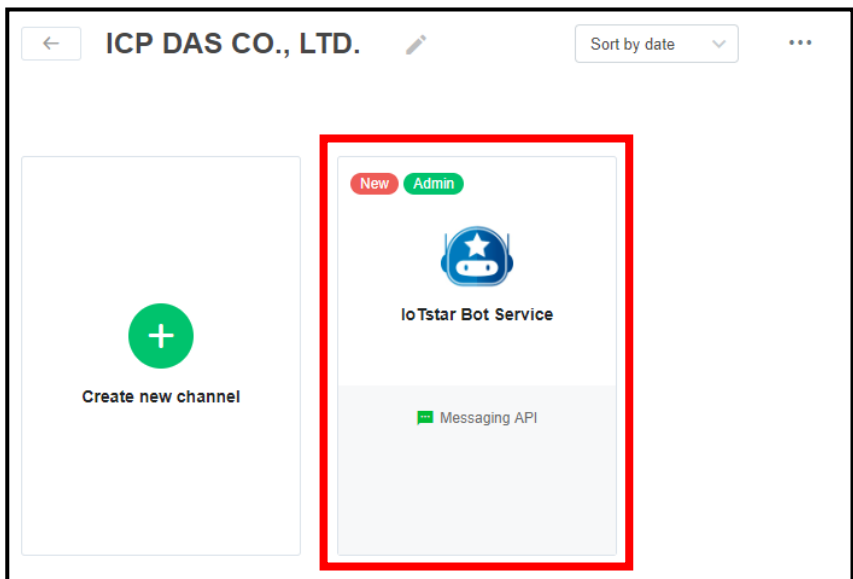 ICP DAS CO., LTD.
Sort by date
New
Admin
IoTstar Bot Service
Create new channel
Messaging API